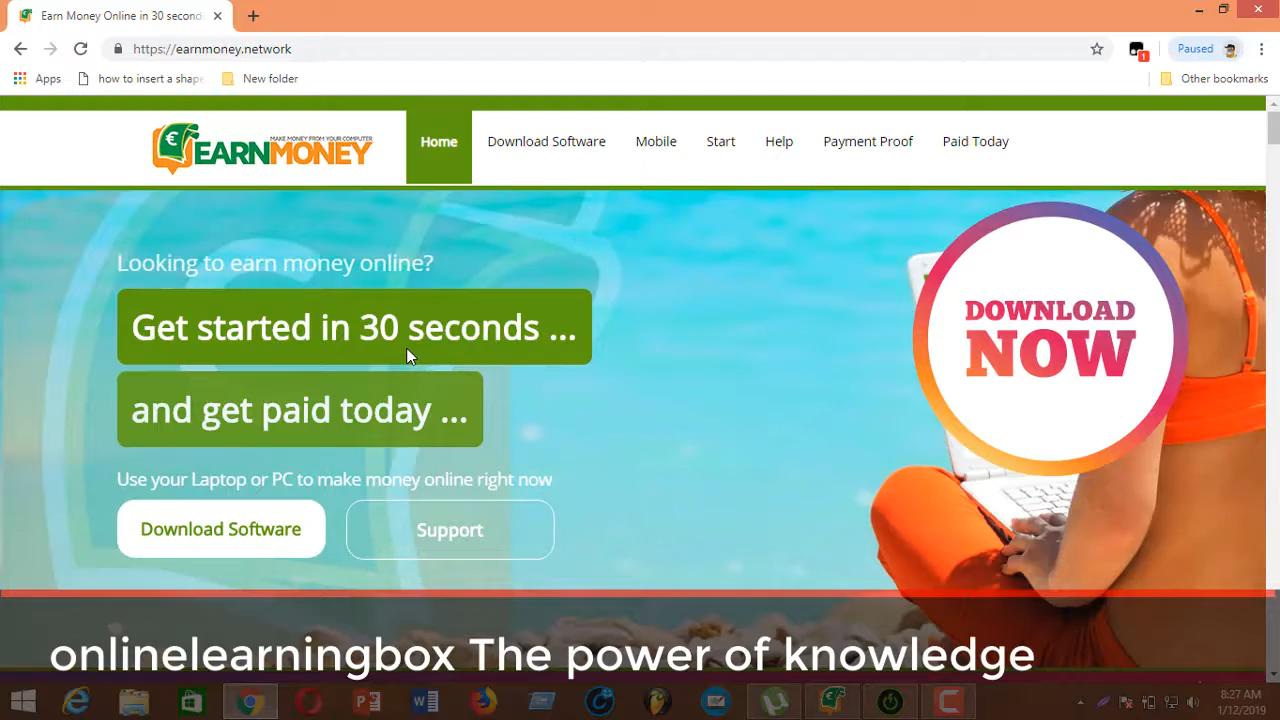 Earn Money Online in 30 seconds
https://earnmoney.network
Paused
1
Apps
how to insert a shape
New folder
Other bookmarks
MAKE MONEY FROM YOUR COMPUTER
EARNMONEY
Home
Download Software
Mobile
Start
Help
Payment Proof
Paid Today
Looking to earn money online?
Get started in 30 seconds ...
and get paid today ...
Use your Laptop or PC to make money online right now
Download Software
Support
DOWNLOAD
NOW
onlinelearningbox The power of knowledge
8:27 AM
1/12/2019